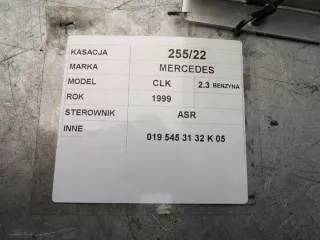 KASACJA 255/22
MARKA MERCEDES
MODEL CLK 2.3 BENZYNA
ROK 1999
STEROWNIK ASR
INNE 019 545 31 32 K 05